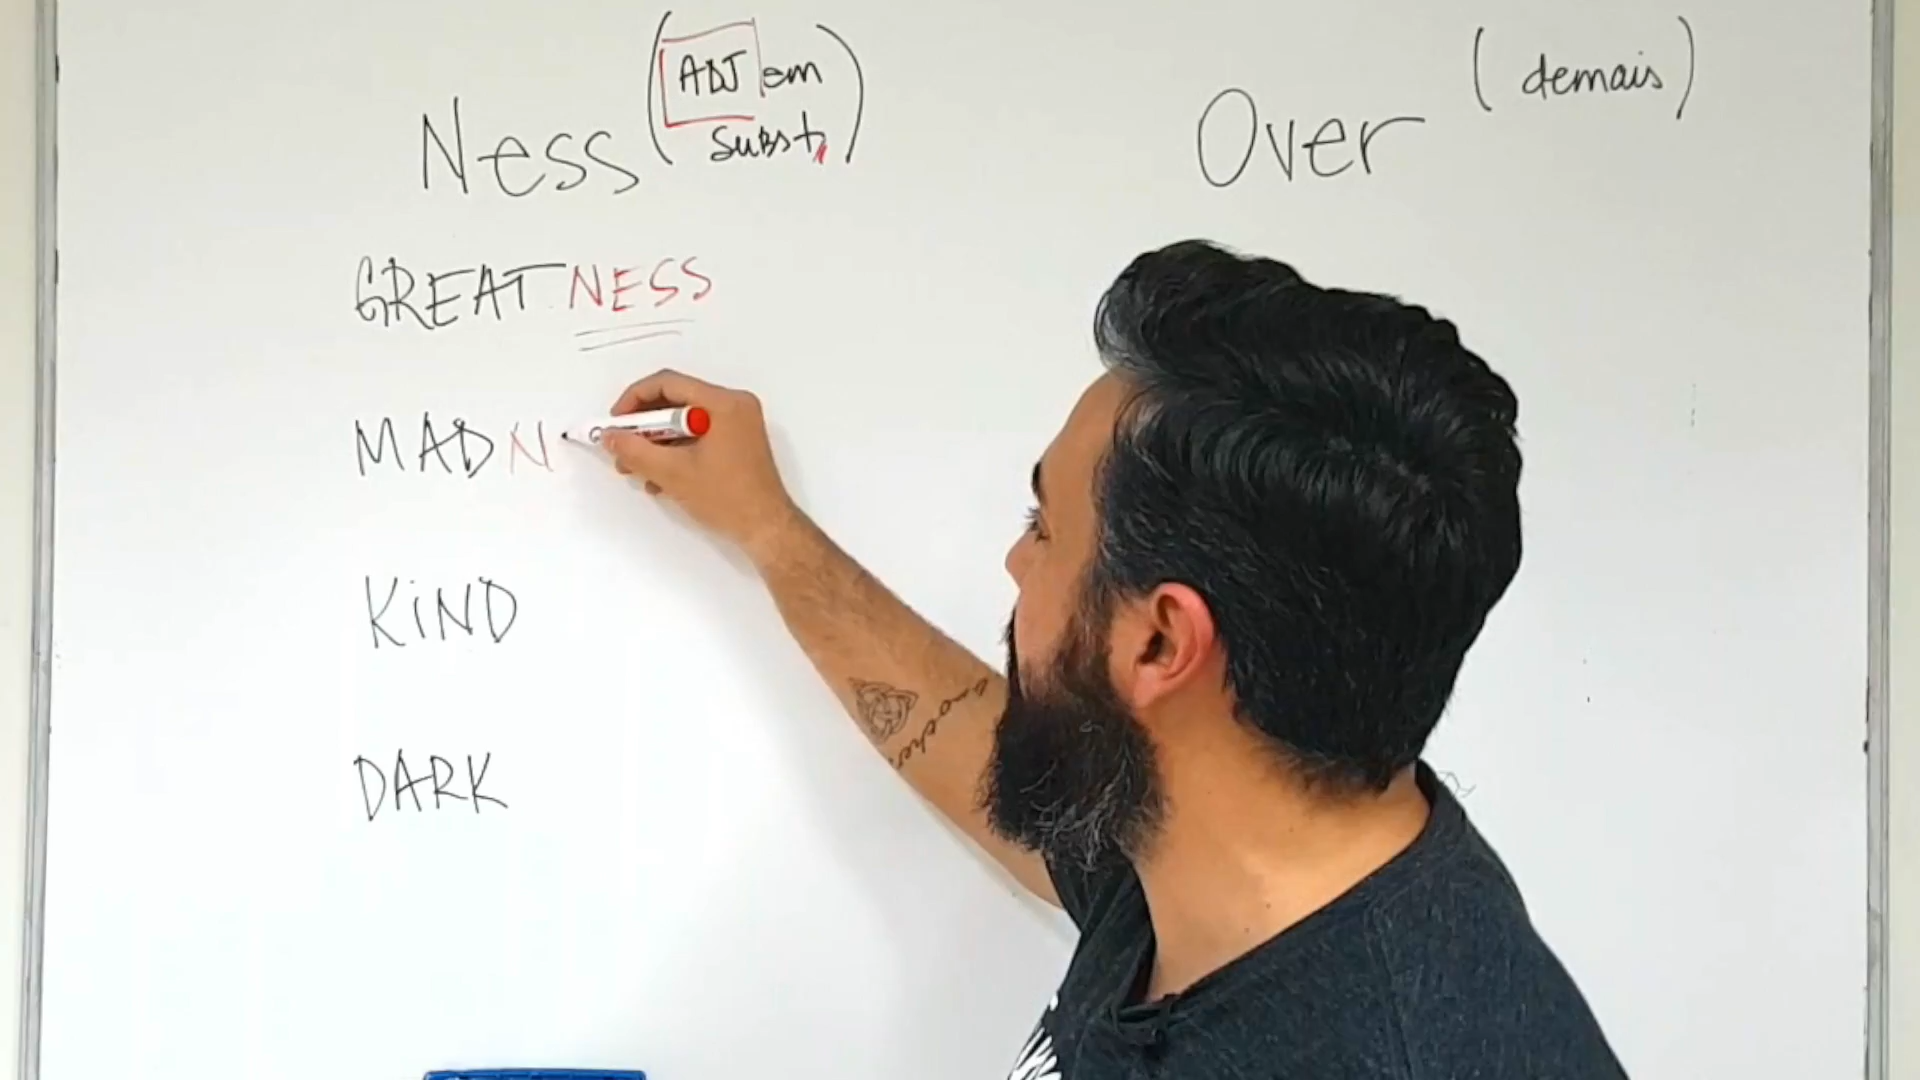 Ness (ADJ em
Subst)
GREATNESS
MADN
KiND
DARK
Over (demais)